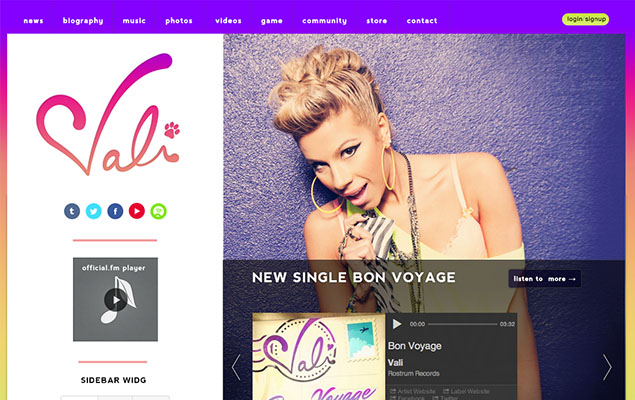 news biography music photos videos game community store contact login/signup
Vali
official.fm player
SIDEBAR WIDG
NEW SINGLE BON VOYAGE
listen to more →
00:00 03:32
Bon Voyage
Vali
Rostrum Records
Artist Website Label Website
Facebook Twitter
Vali
Bon Voyage